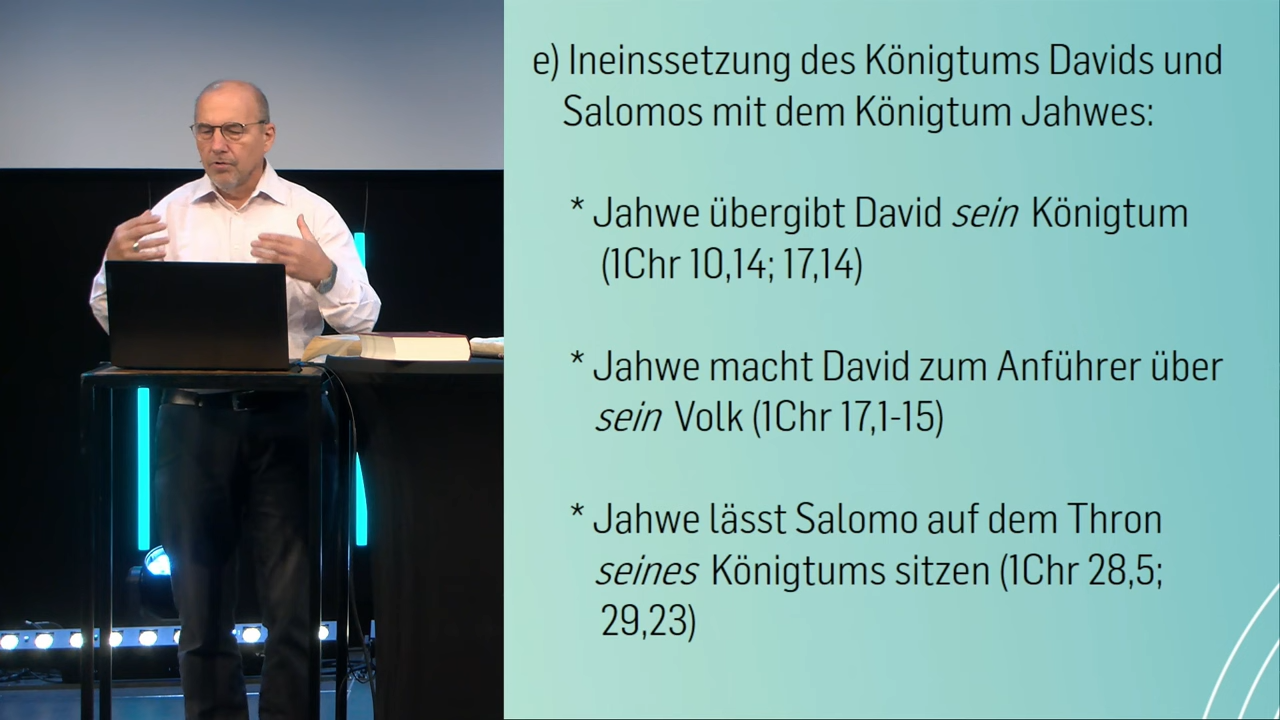 e) Ineinssetzung des Königtums Davids und
Salomos mit dem Königtum Jahwes:
* Jahwe übergibt David sein Königtum
(1Chr 10,14; 17,14)
* Jahwe macht David zum Anführer über
sein Volk (1Chr 17,1-15)
* Jahwe lässt Salomo auf dem Thron
seines Königtums sitzen (1Chr 28,5;
29,23)